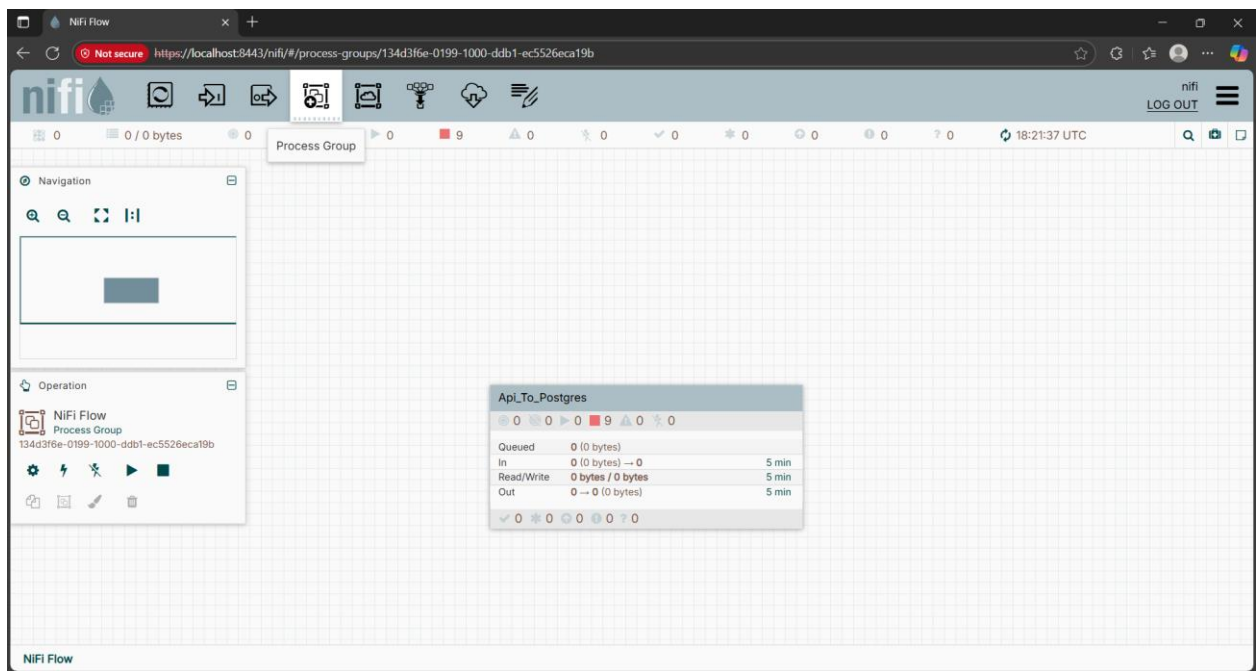 NiFi Flow
Not secure https://localhost:8443/nifi/#/process-groups/134d3f6e-0199-1000-ddb1-ec5526eca19b
nifi
nifi
LOG OUT
0 0 / 0 bytes 0 0 9 0 0 0 0 0 0 ? 0 18:21:37 UTC
Process Group
Navigation
Operation
NiFi Flow
Process Group
134d3f6e-0199-1000-ddb1-ec5526eca19b
Api_To_Postgres
0 0 0 9 0 0
Queued 0 (0 bytes)
In 0 (0 bytes) → 0 5 min
Read/Write 0 bytes / 0 bytes 5 min
Out 0 → 0 (0 bytes) 5 min
0 0 0 0 ? 0
NiFi Flow